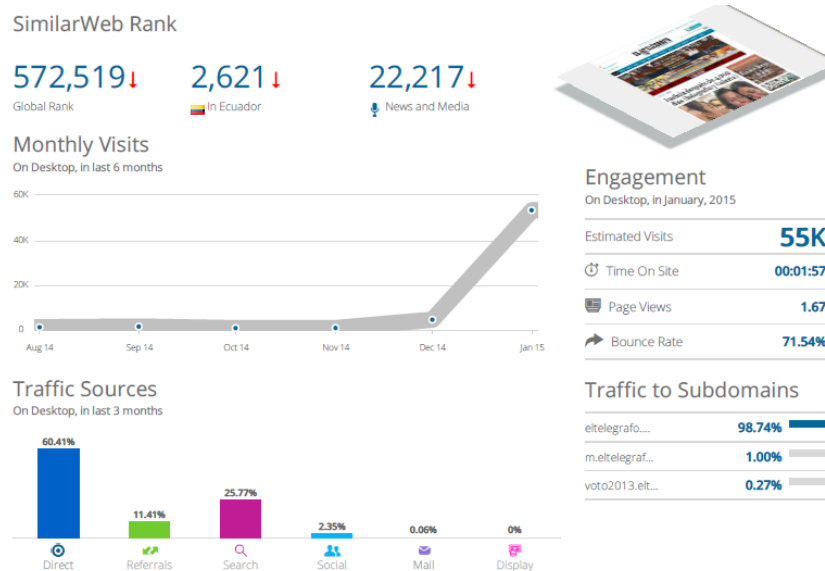 SimilarWeb Rank
572,519↓ 2,621↓ 22,217↓
Global Rank In Ecuador News and Media
Monthly Visits
On Desktop, in last 6 months
60K
40K
20K
0
Aug 14 Sep 14 Oct 14 Nov 14 Dec 14 Jan 15
Traffic Sources
On Desktop, in last 3 months
60.41% 11.41% 25.77% 2.35% 0.06% 0%
Direct Referrals Search Social Mail Display
Engagement
On Desktop, in January, 2015
Estimated Visits 55K
Time On Site 00:01:57
Page Views 1.67
Bounce Rate 71.54%
Traffic to Subdomains
eltelegrafo.... 98.74%
m.eltelegraf... 1.00%
voto2013.elt... 0.27%